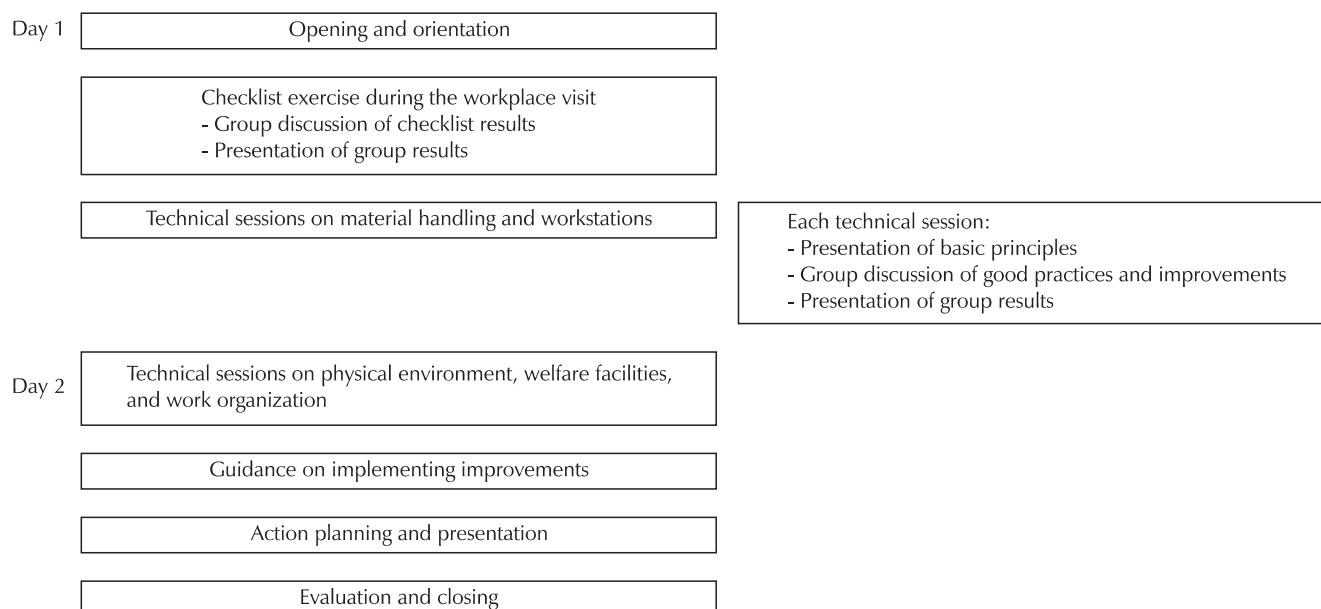 Day 1
Opening and orientation
Checklist exercise during the workplace visit
- Group discussion of checklist results
- Presentation of group results
Technical sessions on material handling and workstations
Each technical session:
- Presentation of basic principles
- Group discussion of good practices and improvements
- Presentation of group results
Day 2
Technical sessions on physical environment, welfare facilities,
and work organization
Guidance on implementing improvements
Action planning and presentation
Evaluation and closing